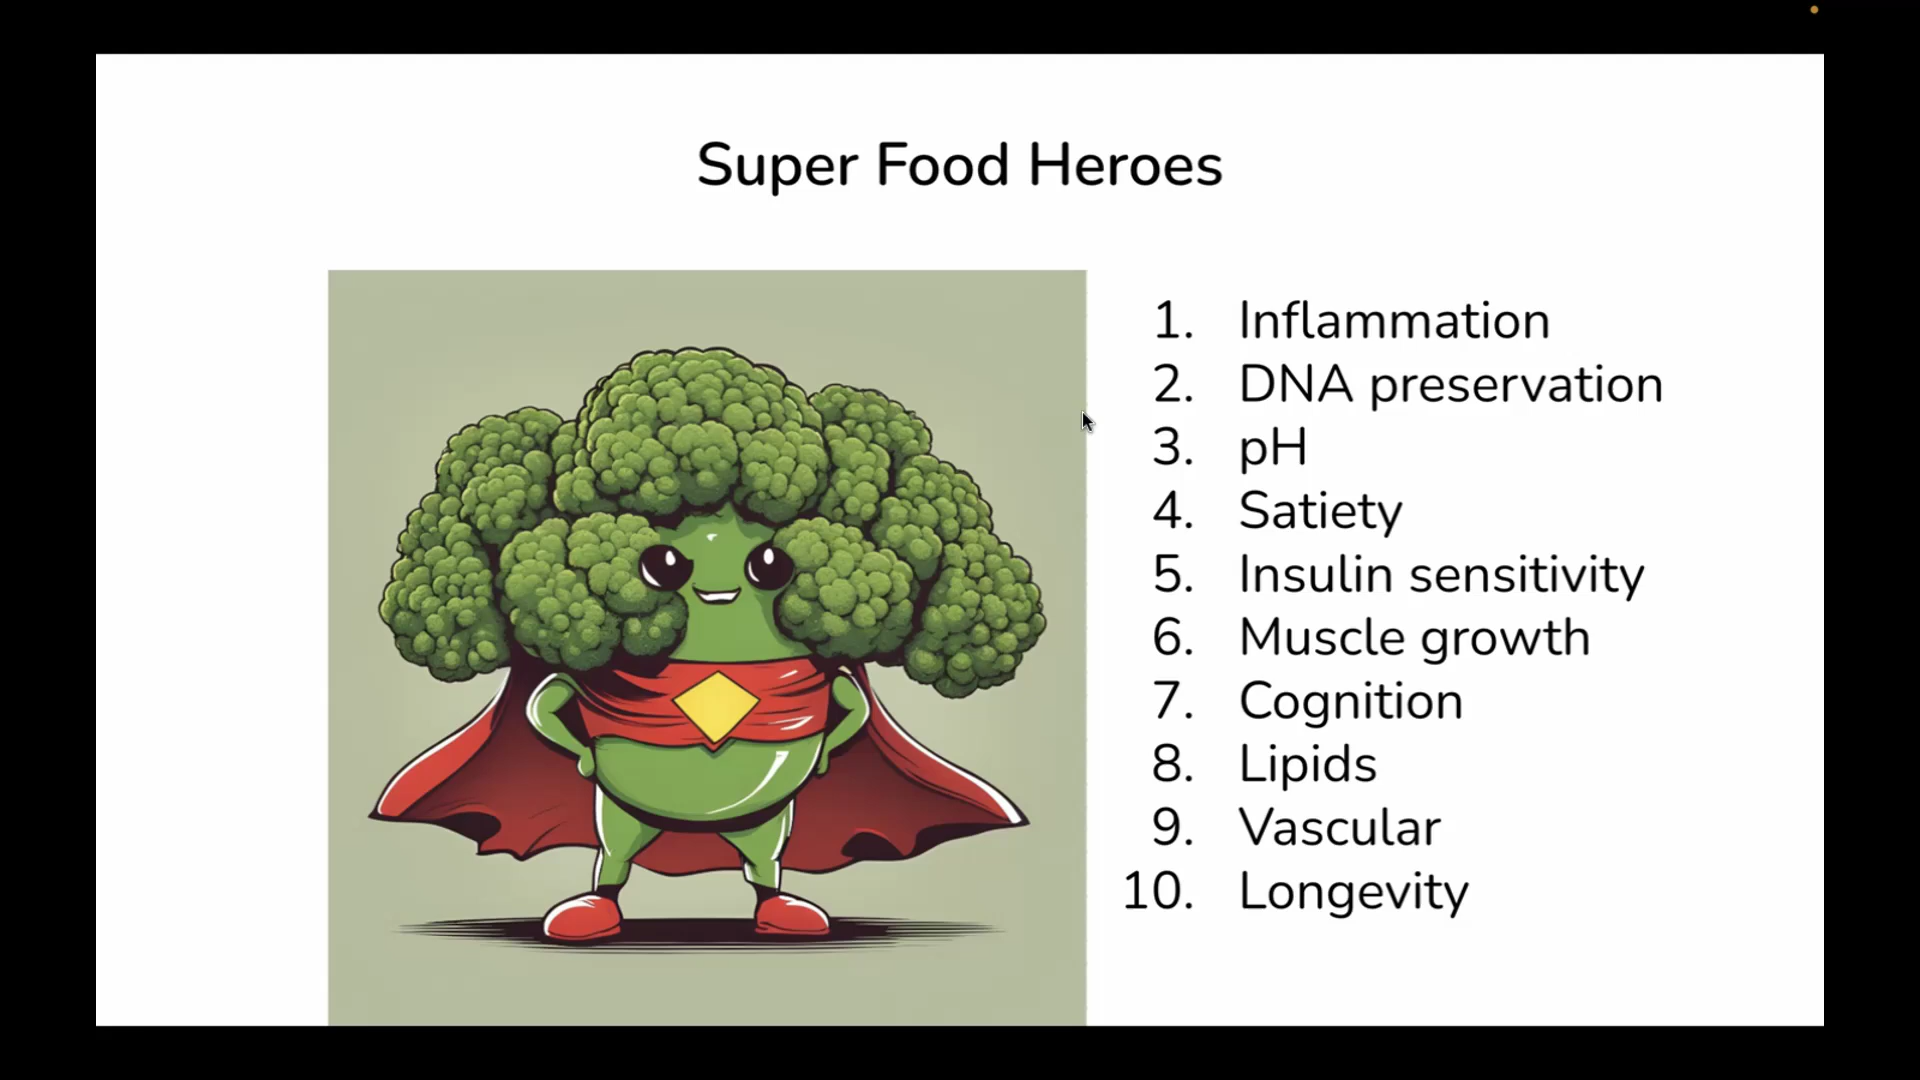 Super Food Heroes
1. Inflammation
2. DNA preservation
3. pH
4. Satiety
5. Insulin sensitivity
6. Muscle growth
7. Cognition
8. Lipids
9. Vascular
10. Longevity